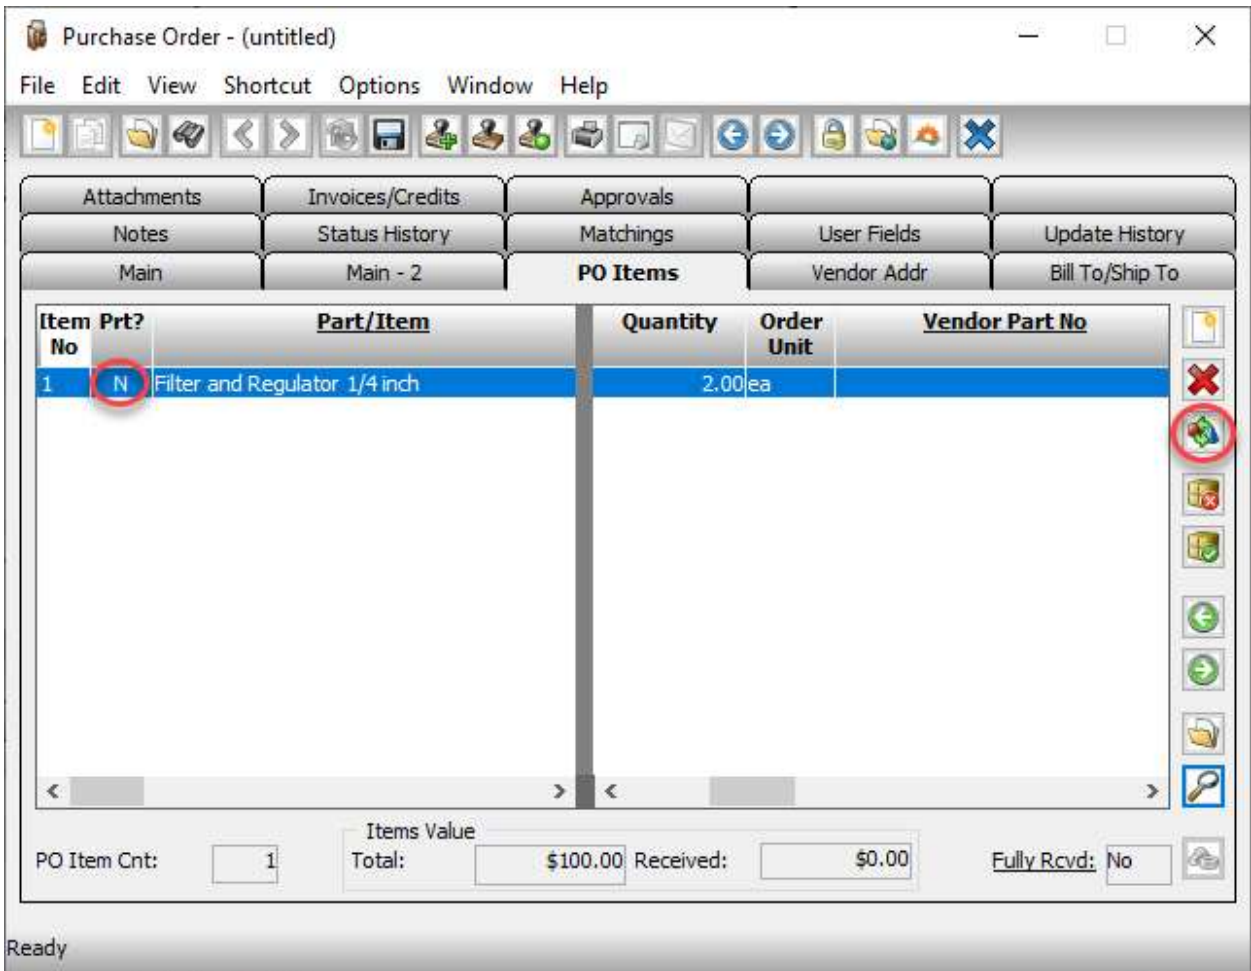 Purchase Order - (untitled)
File Edit View Shortcut Options Window Help
Attachments Invoices/Credits Approvals
Notes Status History Matchings User Fields Update History
Main Main - 2 PO Items Vendor Addr Bill To/Ship To
Item No Prt? Part/Item Quantity Order Unit Vendor Part No
1 N Filter and Regulator 1/4 inch 2.00 ea
Items Value
PO Item Cnt: 1 Total: $100.00 Received: $0.00 Fully Rcvd: No
Ready